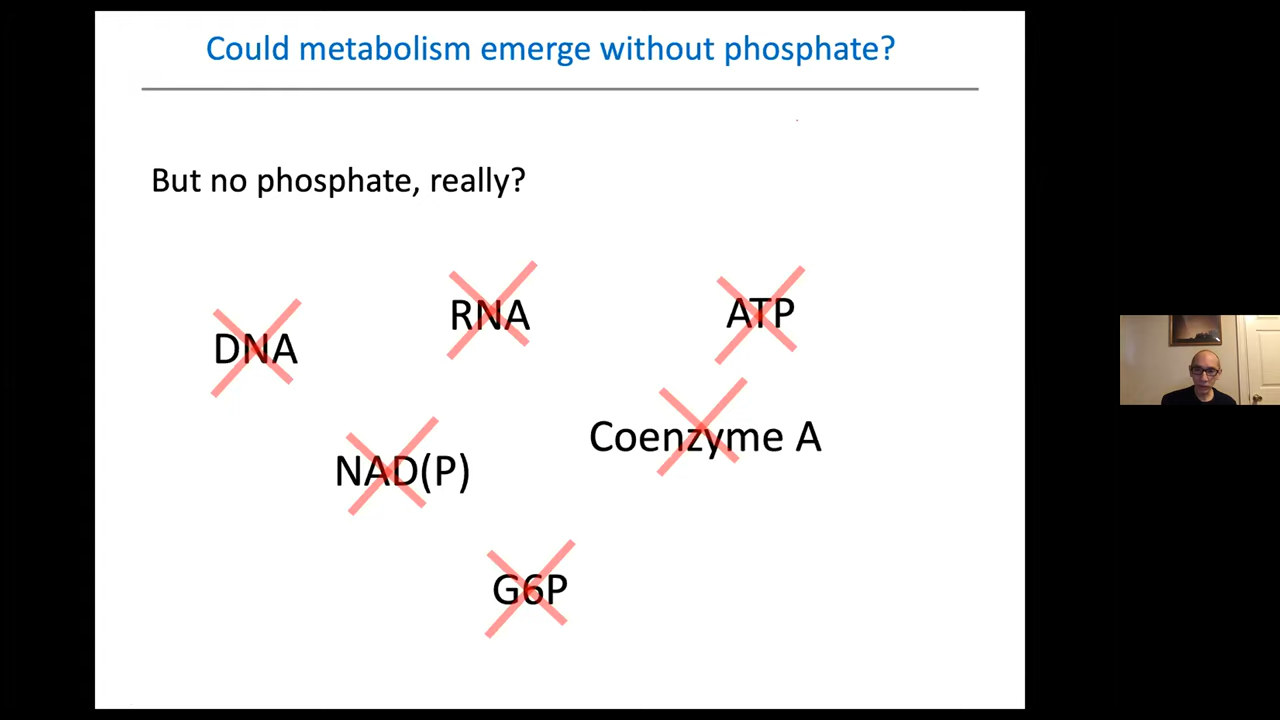 Could metabolism emerge without phosphate?
But no phosphate, really?
DNA
RNA
ATP
NAD(P)
Coenzyme A
G6P